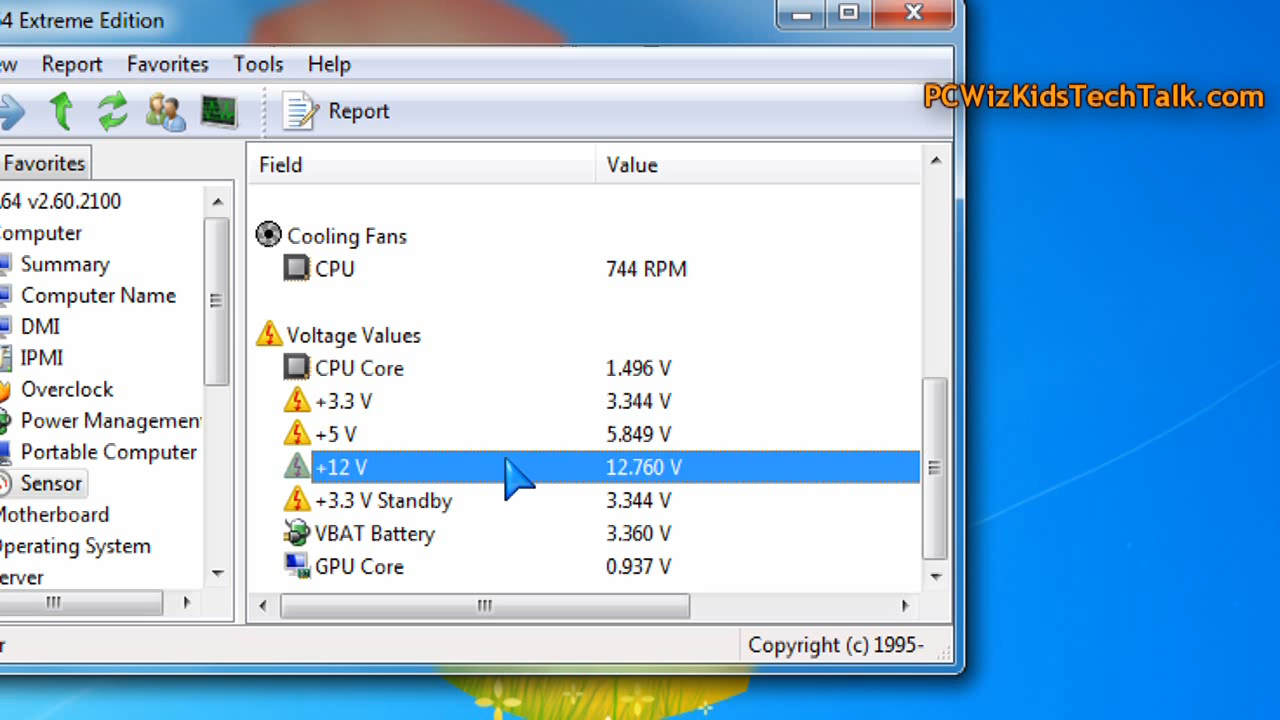 64 Extreme Edition
ew Report Favorites Tools Help
PCWizKidsTechTalk.com
Report
Favorites
Field Value
64 v2.60.2100
Computer
Summary
Computer Name
DMI
IPMI
Overclock
Power Management
Portable Computer
Sensor
Motherboard
Operating System
erver
Cooling Fans
CPU 744 RPM
Voltage Values
CPU Core 1.496 V
+3.3 V 3.344 V
+5 V 5.849 V
+12 V 12.760 V
+3.3 V Standby 3.344 V
VBAT Battery 3.360 V
GPU Core 0.937 V
r
Copyright (c) 1995-